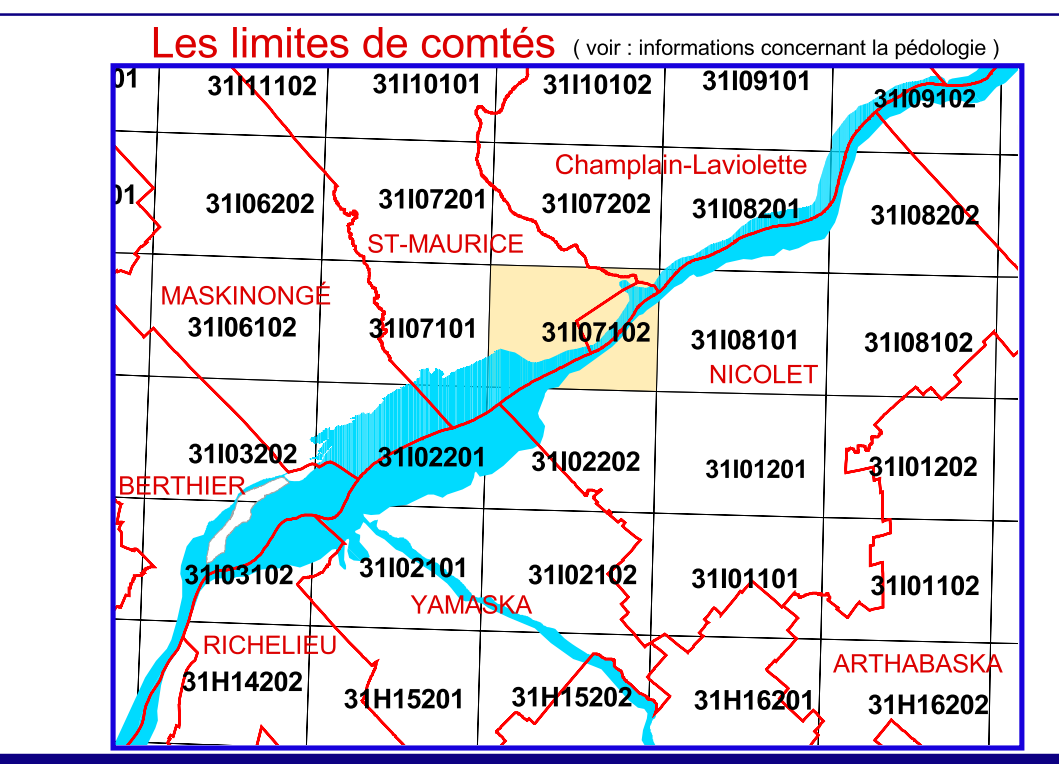 Les limites de comtés ( voir : informations concernant la pédologie )
01 31I11102 31I10101 31I10102 31I09101 31I09102
Champlain-Laviolette
01 31I06202 31I07201 31I07202 31I08201 31I08202
ST-MAURICE
MASKINONGÉ
31I06102 31I07101 31I07102 31I08101 31I08102
NICOLET
31I03202 31I02201 31I02202 31I01201 31I01202
BERTHIER
31I03102 31I02101 31I02102 31I01101 31I01102
YAMASKA
RICHELIEU
ARTHABASKA
31H14202 31H15201 31H15202 31H16201 31H16202